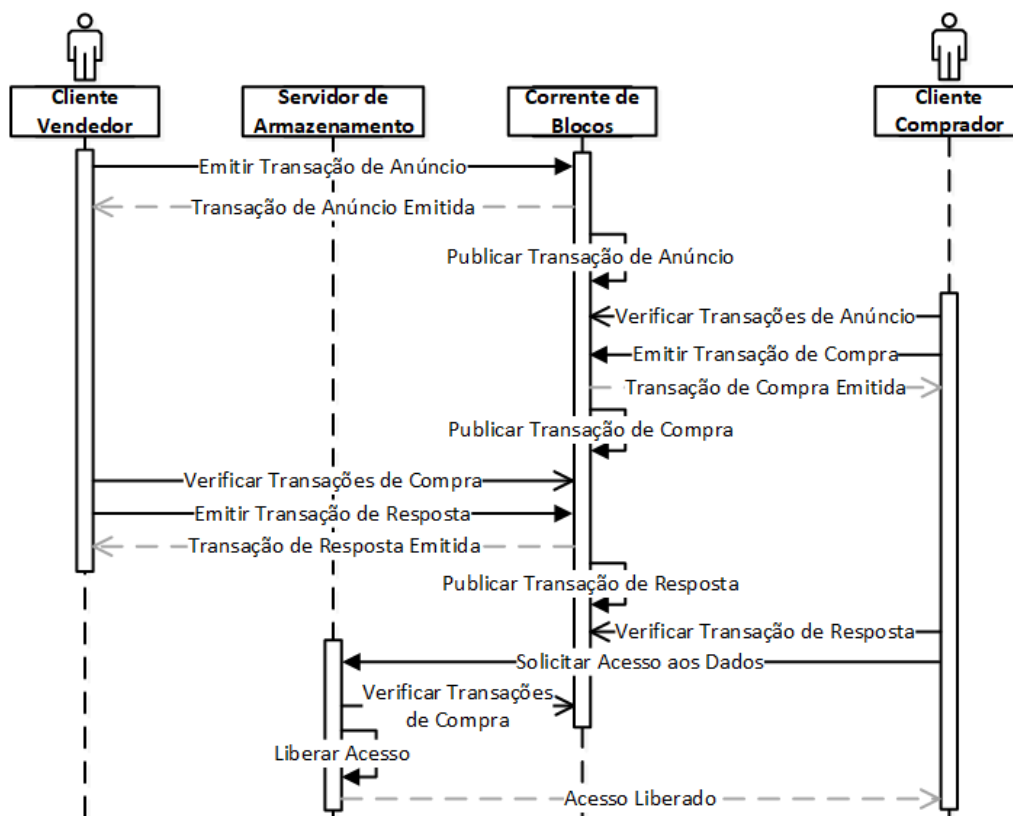 Cliente
Vendedor
Servidor de
Armazenamento
Corrente de
Blocos
Cliente
Comprador
Emitir Transação de Anúncio
Transação de Anúncio Emitida
Publicar Transação de Anúncio
Verificar Transações de Anúncio
Emitir Transação de Compra
Transação de Compra Emitida
Publicar Transação de Compra
Verificar Transações de Compra
Emitir Transação de Resposta
Transação de Resposta Emitida
Publicar Transação de Resposta
Verificar Transação de Resposta
Solicitar Acesso aos Dados
Verificar Transações
de Compra
Liberar Acesso
Acesso Liberado